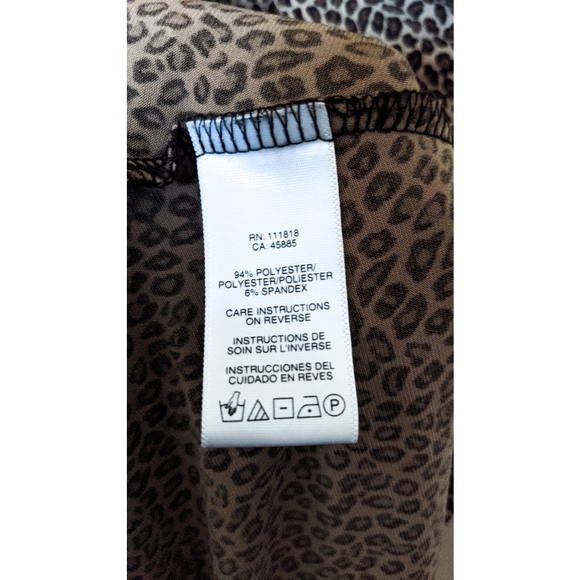 RN: 111818
CA: 45885
94% POLYESTER/
POLYESTER/POLIESTER
6% SPANDEX
CARE INSTRUCTIONS
ON REVERSE
INSTRUCTIONS DE
SOIN SUR L'INVERSE
INSTRUCCIONES DEL
CUIDADO EN REVES
P